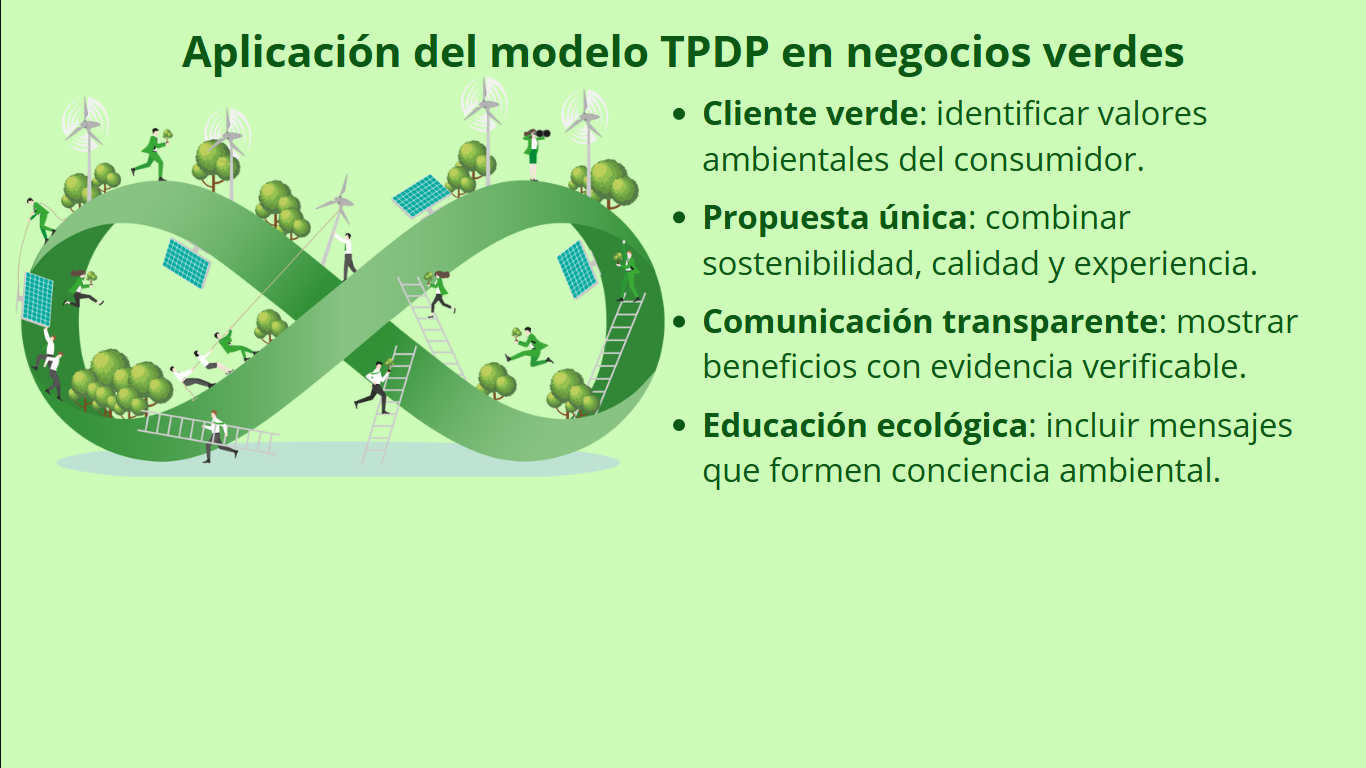 Aplicación del modelo TPDP en negocios verdes
• Cliente verde: identificar valores
ambientales del consumidor.
• Propuesta única: combinar
sostenibilidad, calidad y experiencia.
• Comunicación transparente: mostrar
beneficios con evidencia verificable.
• Educación ecológica: incluir mensajes
que formen conciencia ambiental.